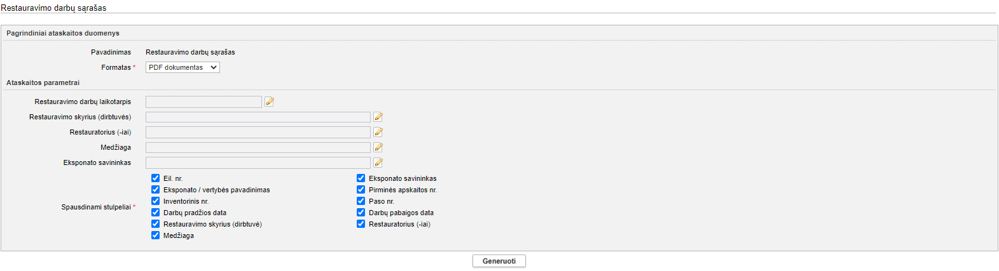 Restauravimo darbų sąrašas
Pagrindiniai ataskaitos duomenys
Pavadinimas Restauravimo darbų sąrašas
Formatas * PDF dokumentas
Ataskaitos parametrai
Restauravimo darbų laikotarpis
Restauravimo skyrius (dirbtuvės)
Restauratorius (-iai)
Medžiaga
Eksponato savininkas
Eil. nr. Eksponato savininkas
Eksponato / vertybės pavadinimas Pirminės apskaitos nr.
Inventorinis nr. Paso nr.
Spausdinami stulpeliai *
Darbų pradžios data Darbų pabaigos data
Restauravimo skyrius (dirbtuvė) Restauratorius (-iai)
Medžiaga
Generuoti